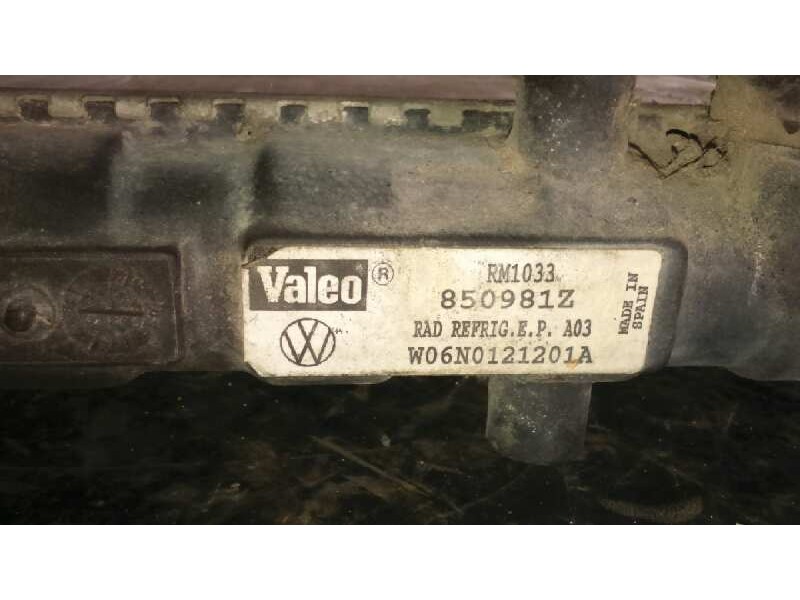 Valeo®
RM1033
850981Z
RAD REFRIG.E.P. A03
W06N0121201A
MADE IN
SPAIN